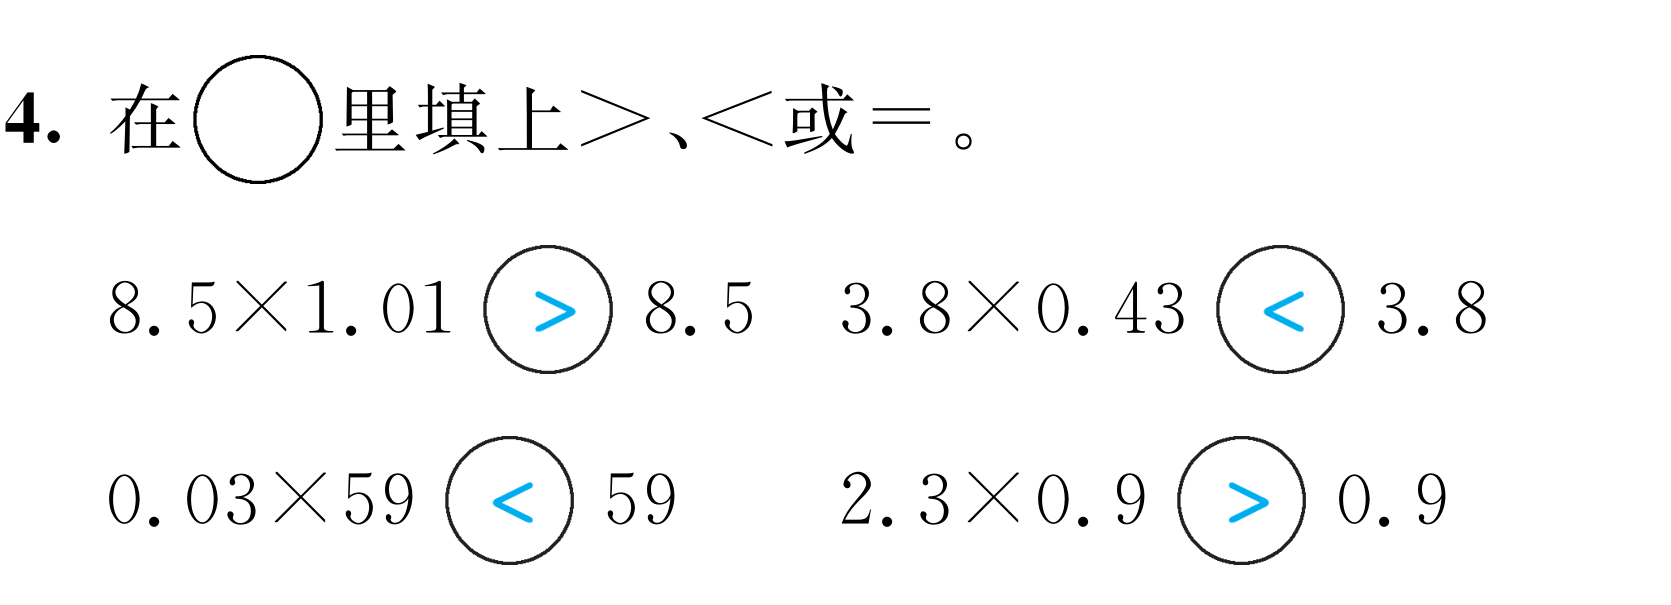 4. 在○里填上>、<或=。
8.5×1.01 > 8.5 3.8×0.43 < 3.8
0.03×59 < 59 2.3×0.9 > 0.9